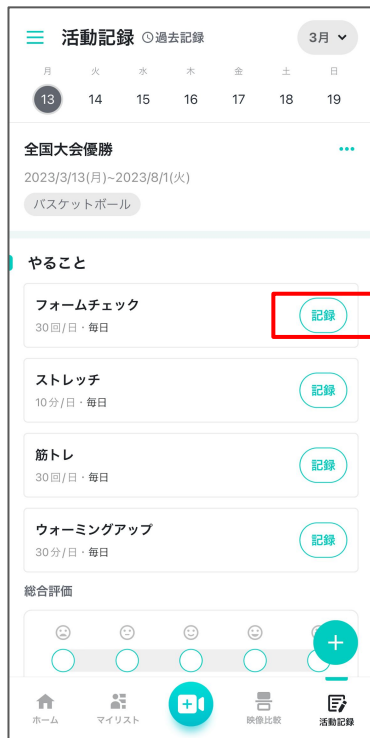 活動記録 過去記録 3月
月 火 水 木 金 土 日
13 14 15 16 17 18 19
全国大会優勝
2023/3/13(月)~2023/8/1(火)
バスケットボール
やること
フォームチェック
30回/日・毎日
記録
ストレッチ
10分/日・毎日
記録
筋トレ
30回/日・毎日
記録
ウォーミングアップ
30分/日・毎日
記録
総合評価
ホーム マイリスト 映像比較 活動記録